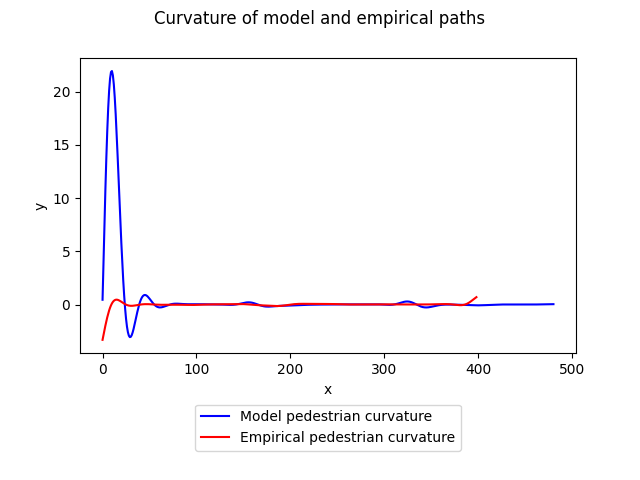 Curvature of model and empirical paths
20
15
10
5
0
y
0 100 200 300 400 500
x
Model pedestrian curvature
Empirical pedestrian curvature